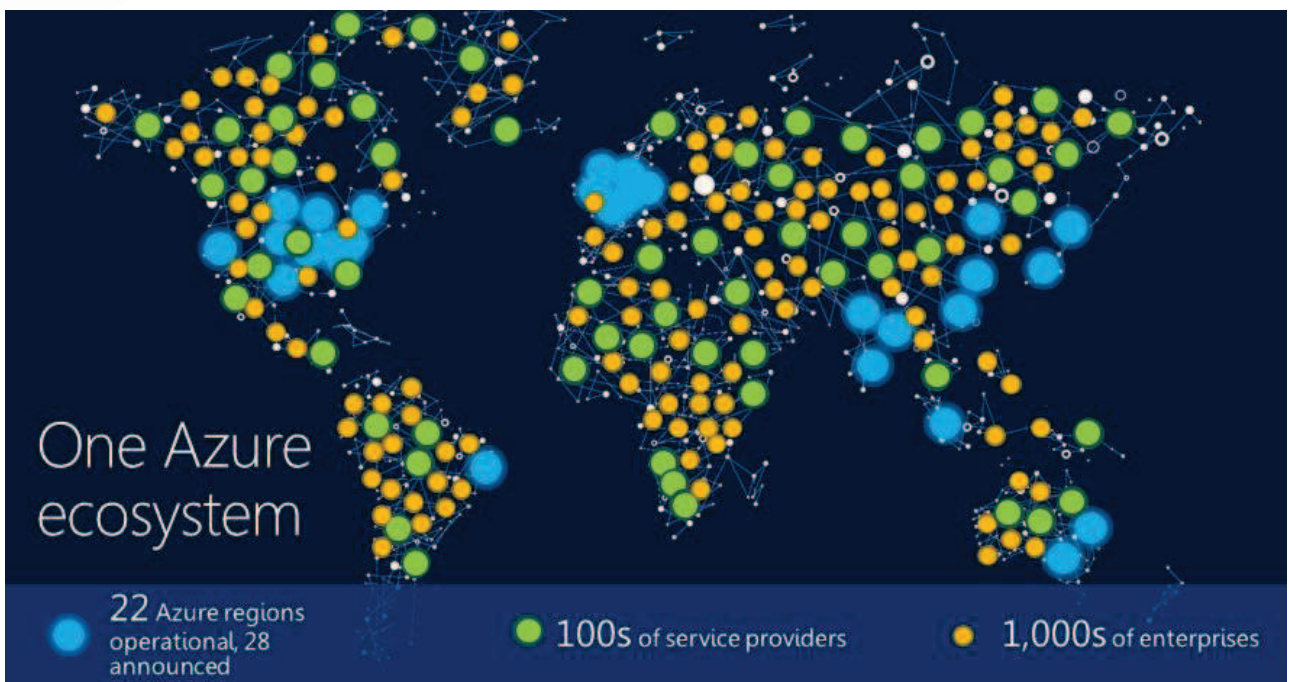 One Azure
ecosystem
22 Azure regions
operational, 28
announced
100s of service providers
1,000s of enterprises